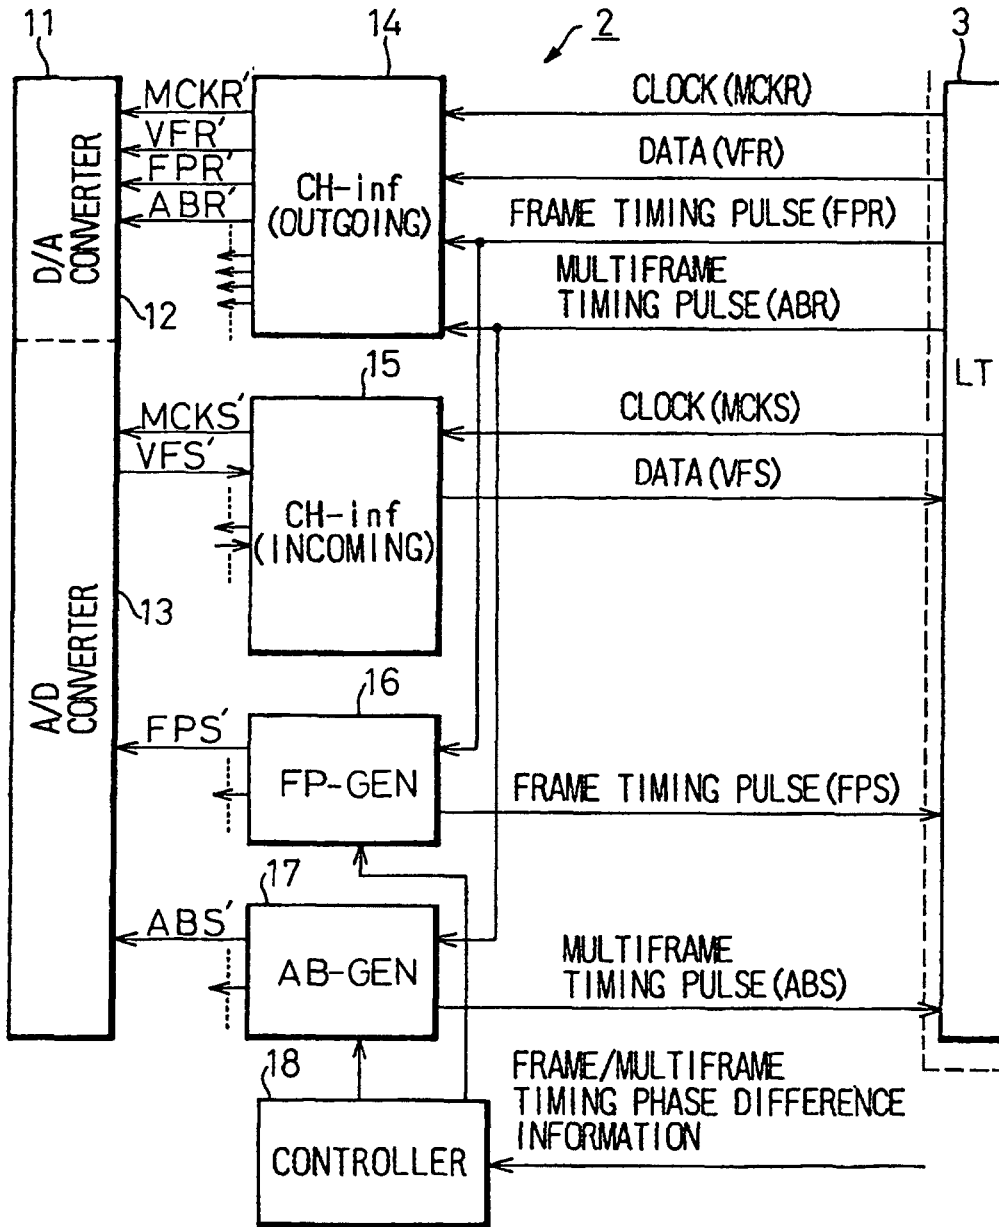 11
14
2
3
MCKR′
VFR′
FPR′
ABR′
D/A
CONVERTER
12
CH-inf
(OUTGOING)
CLOCK(MCKR)
DATA(VFR)
FRAME TIMING PULSE(FPR)
MULTIFRAME
TIMING PULSE(ABR)
LT
15
MCKS′
VFS′
CH-inf
(INCOMING)
CLOCK(MCKS)
DATA(VFS)
13
A/D
CONVERTER
16
FPS′
FP-GEN
FRAME TIMING PULSE(FPS)
17
ABS′
AB-GEN
MULTIFRAME
TIMING PULSE(ABS)
18
CONTROLLER
FRAME/MULTIFRAME
TIMING PHASE DIFFERENCE
INFORMATION